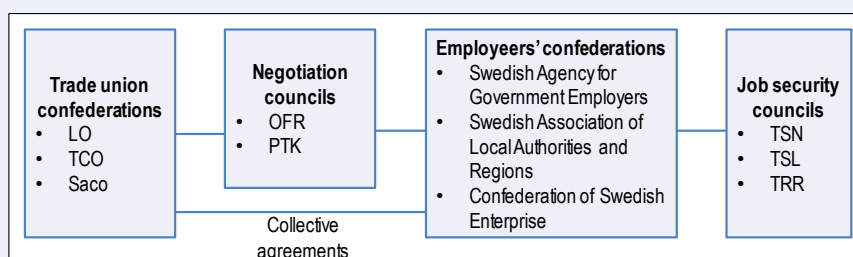 Trade union
confederations
• LO
• TCO
• Saco
Negotiation
councils
• OFR
• PTK
Employeers' confederations
• Swedish Agency for
Government Employers
• Swedish Association of
Local Authorities and
Regions
• Confederation of Swedish
Enterprise
Job security
councils
• TSN
• TSL
• TRR
Collective
agreements